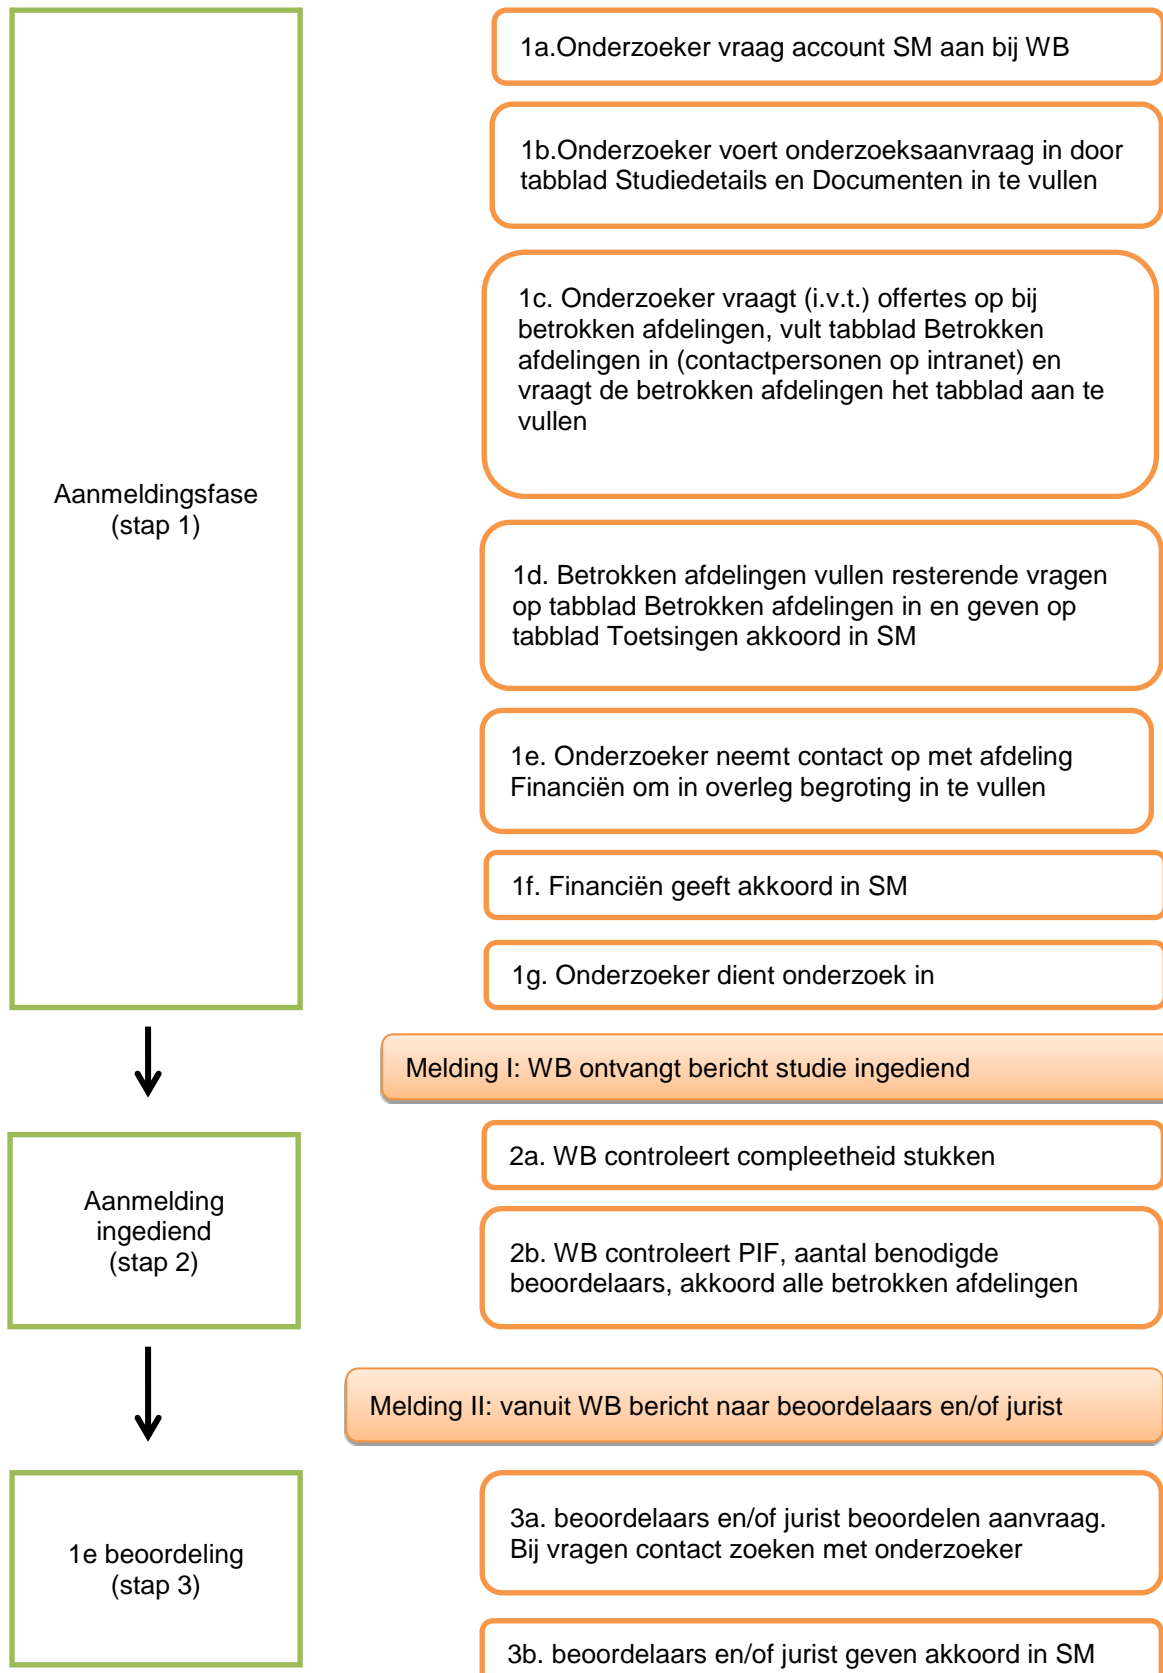 Aanmeldingsfase
(stap 1)
1a.Onderzoeker vraag account SM aan bij WB
1b.Onderzoeker voert onderzoeksaanvraag in door
tabblad Studiedetails en Documenten in te vullen
1c. Onderzoeker vraagt (i.v.t.) offertes op bij
betrokken afdelingen, vult tabblad Betrokken
afdelingen in (contactpersonen op intranet) en
vraagt de betrokken afdelingen het tabblad aan te
vullen
1d. Betrokken afdelingen vullen resterende vragen
op tabblad Betrokken afdelingen in en geven op
tabblad Toetsingen akkoord in SM
1e. Onderzoeker neemt contact op met afdeling
Financiën om in overleg begroting in te vullen
1f. Financiën geeft akkoord in SM
1g. Onderzoeker dient onderzoek in
Melding I: WB ontvangt bericht studie ingediend
Aanmelding
ingediend
(stap 2)
2a. WB controleert compleetheid stukken
2b. WB controleert PIF, aantal benodigde
beoordelaars, akkoord alle betrokken afdelingen
Melding II: vanuit WB bericht naar beoordelaars en/of jurist
1e beoordeling
(stap 3)
3a. beoordelaars en/of jurist beoordelen aanvraag.
Bij vragen contact zoeken met onderzoeker
3b. beoordelaars en/of jurist geven akkoord in SM